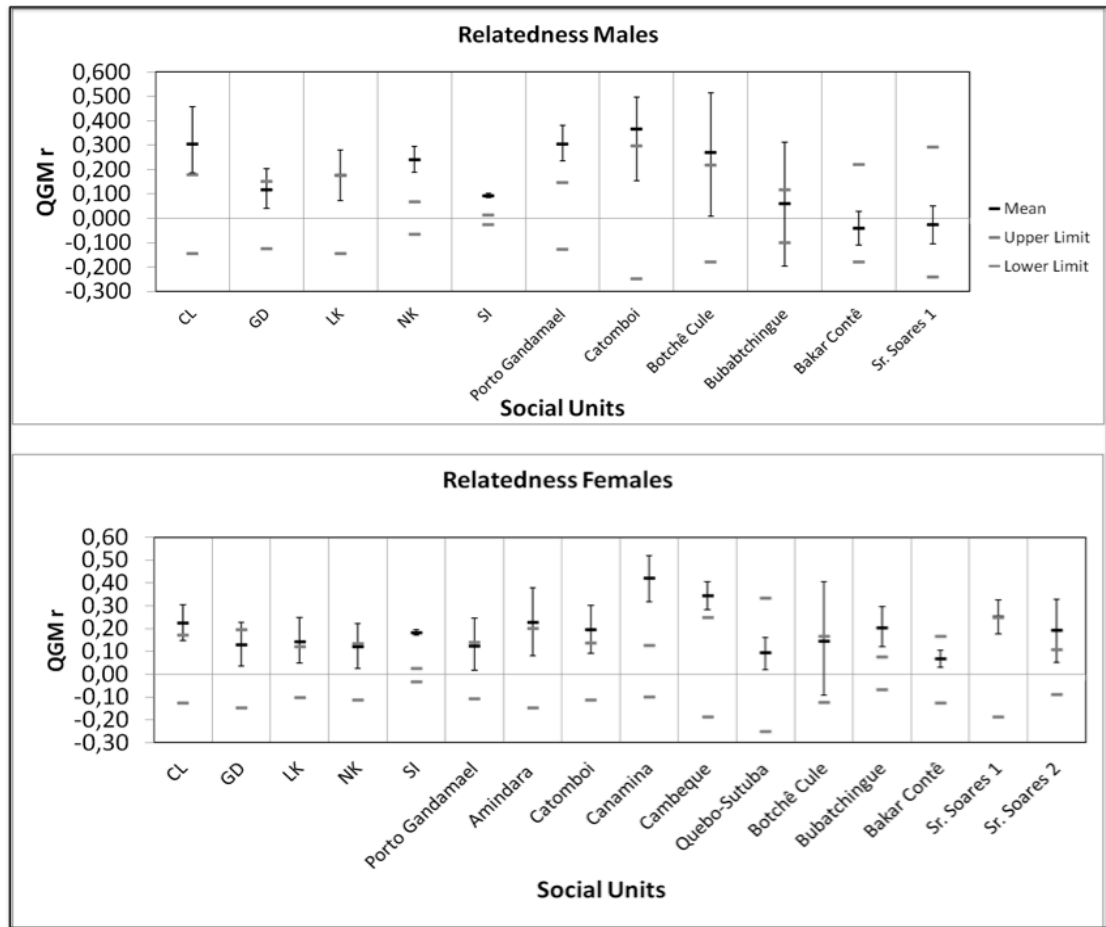 Relatedness Males
QGM r
0,600
0,500
0,400
0,300
0,200
0,100
0,000
-0,100
-0,200
-0,300
CL
GD
LK
NK
SI
Porto Gandamael
Catomboi
Botchê Cule
Bubabtchingue
Bakar Contê
Sr. Soares 1
Social Units
Mean
Upper Limit
Lower Limit
Relatedness Females
QGM r
0,60
0,50
0,40
0,30
0,20
0,10
0,00
-0,10
-0,20
-0,30
CL
GD
LK
NK
SI
Porto Gandamael
Amindara
Catomboi
Canamina
Cambeque
Quebo-Sutuba
Botchê Cule
Bubatchingue
Bakar Contê
Sr. Soares 1
Sr. Soares 2
Social Units